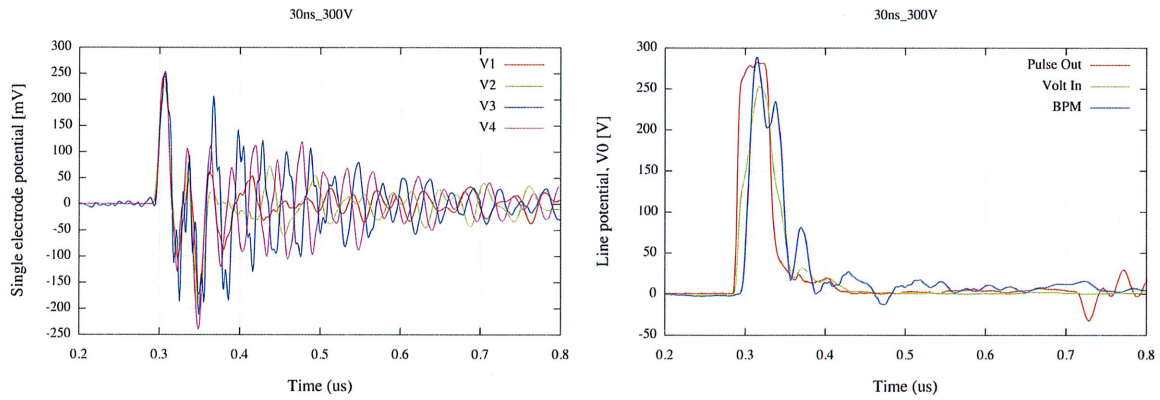 30ns_300V
Single electrode potential [mV]
300
250
200
150
100
50
0
-50
-100
-150
-200
-250
V1
V2
V3
V4
0.2 0.3 0.4 0.5 0.6 0.7 0.8
Time (us)
30ns_300V
Line potential, V0 [V]
300
250
200
150
100
50
0
-50
Pulse Out
Volt In
BPM
0.2 0.3 0.4 0.5 0.6 0.7 0.8
Time (us)